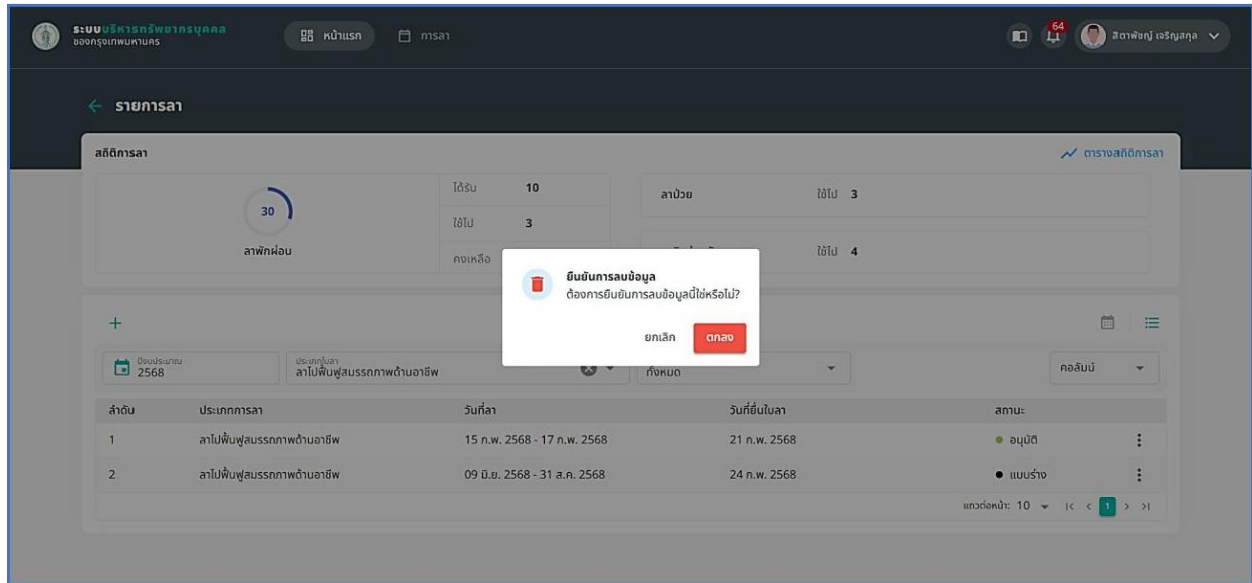 ระบบบริหารทรัพยากรบุคคล
ของกรุงเทพมหานคร
หน้าแรก
การลา
64
สิตาพัชญ์ เจริญสกุล
รายการลา
สถิติการลา
ตารางสถิติการลา
30
ลาพักผ่อน
ได้รับ 10
ใช้ไป 3
คงเหลือ
ลาป่วย ใช้ไป 3
ใช้ไป 4
ยืนยันการลบข้อมูล
ต้องการยืนยันการลบข้อมูลนี้ใช่หรือไม่?
ยกเลิก ตกลง
ปีงบประมาณ
2568
ประเภทใบลา
ลาไปฟื้นฟูสมรรถภาพด้านอาชีพ
ทั้งหมด
คอลัมน์
ลำดับ ประเภทการลา วันที่ลา วันที่ยื่นใบลา สถานะ
1 ลาไปฟื้นฟูสมรรถภาพด้านอาชีพ 15 ก.พ. 2568 - 17 ก.พ. 2568 21 ก.พ. 2568 อนุมัติ
2 ลาไปฟื้นฟูสมรรถภาพด้านอาชีพ 09 มิ.ย. 2568 - 31 ส.ค. 2568 24 ก.พ. 2568 แบบร่าง
แถวต่อหน้า: 10 1